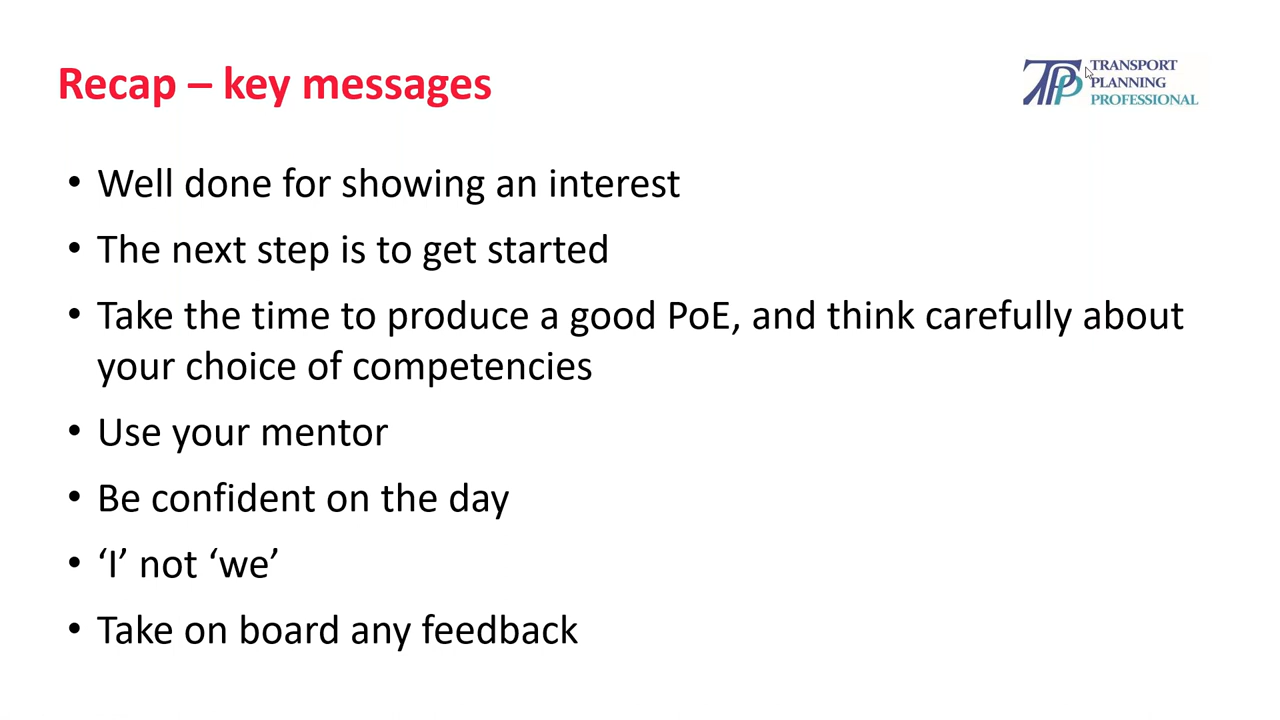 Recap – key messages
TPP
TRANSPORT
PLANNING
PROFESSIONAL
• Well done for showing an interest
• The next step is to get started
• Take the time to produce a good PoE, and think carefully about
your choice of competencies
• Use your mentor
• Be confident on the day
• ‘I’ not ‘we’
• Take on board any feedback